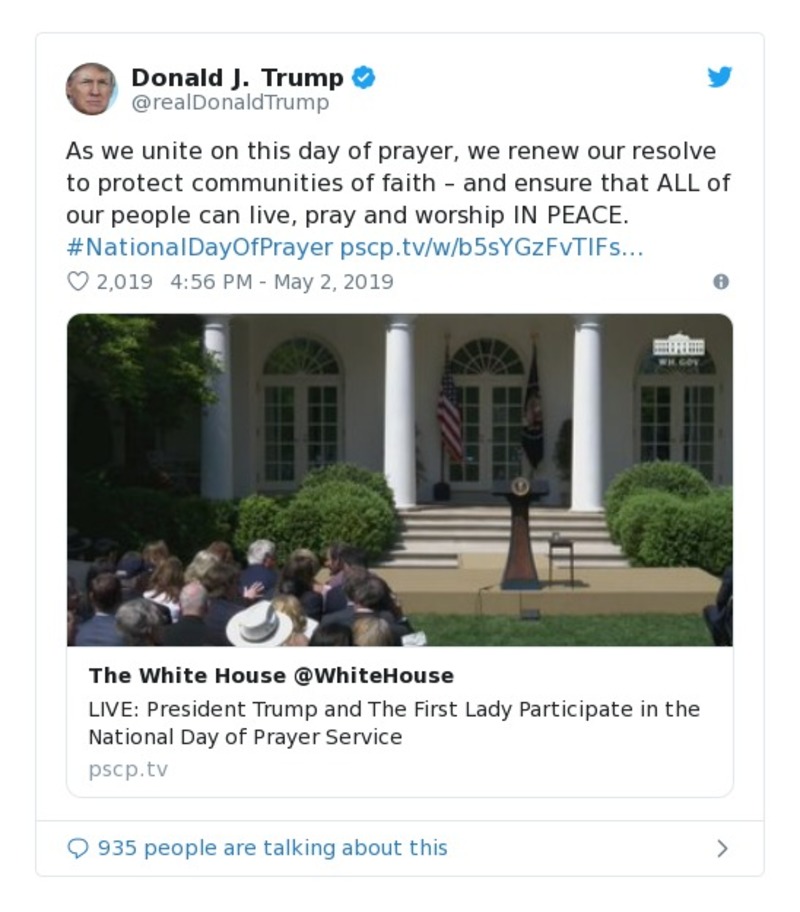 Donald J. Trump
@realDonaldTrump
As we unite on this day of prayer, we renew our resolve
to protect communities of faith – and ensure that ALL of
our people can live, pray and worship IN PEACE.
#NationalDayOfPrayer pscp.tv/w/b5sYGzFvTlFs…
2,019 4:56 PM - May 2, 2019
WH.GOV
The White House @WhiteHouse
LIVE: President Trump and The First Lady Participate in the
National Day of Prayer Service
pscp.tv
935 people are talking about this